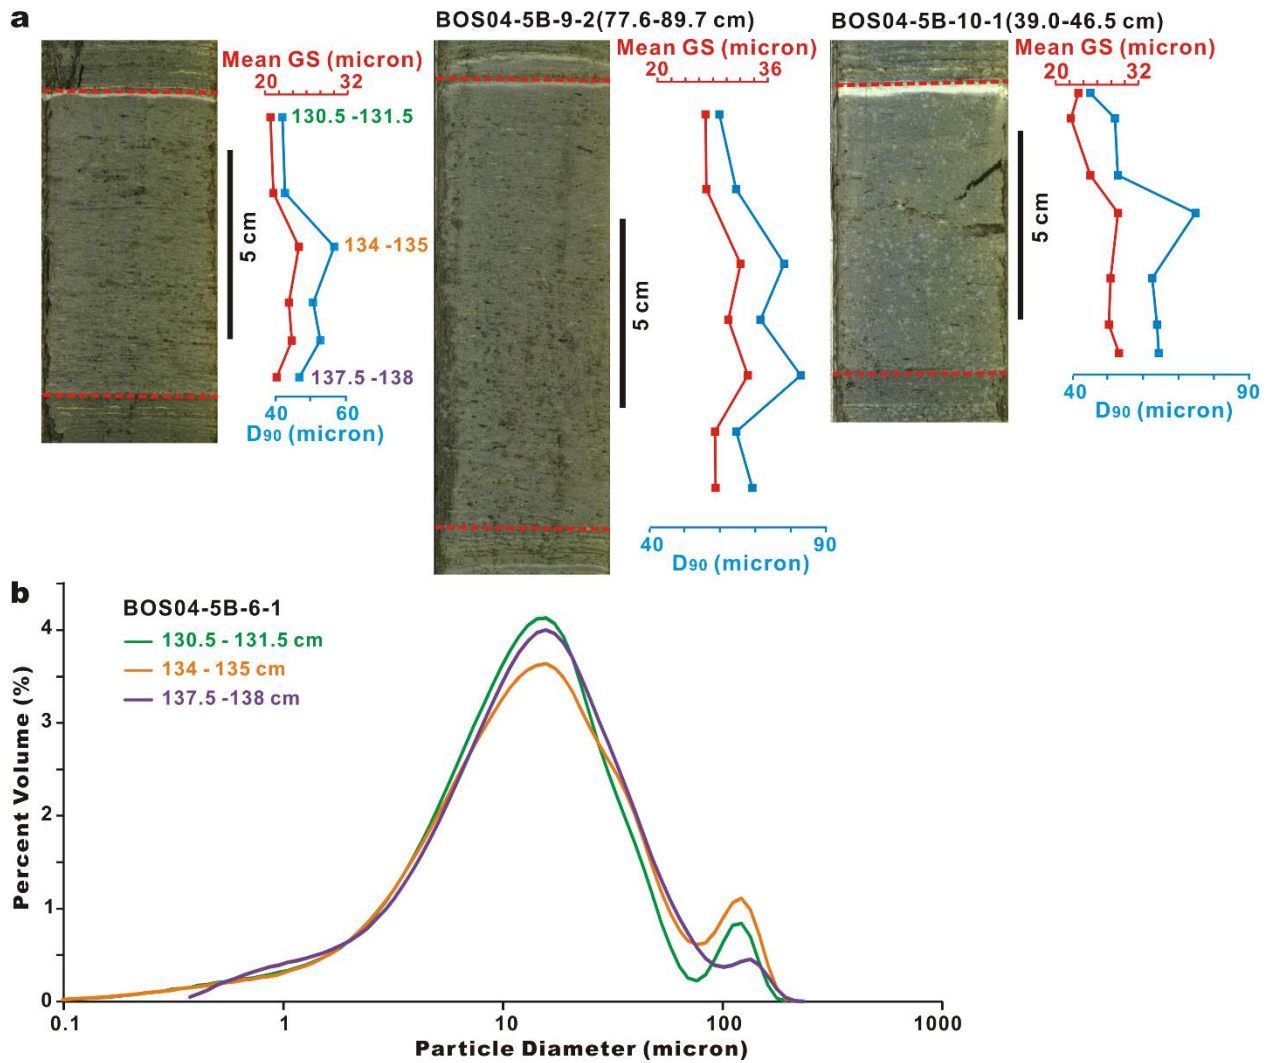 a
BOS04-5B-9-2(77.6-89.7 cm)
BOS04-5B-10-1(39.0-46.5 cm)
Mean GS (micron)
20 32
130.5 -131.5
134 -135
137.5 -138
5 cm
40 60
D90 (micron)
Mean GS (micron)
20 36
5 cm
40 90
D90 (micron)
Mean GS (micron)
20 32
5 cm
40 90
D90 (micron)
b
BOS04-5B-6-1
130.5 - 131.5 cm
134 - 135 cm
137.5 -138 cm
Percent Volume (%)
4
3
2
1
0
0.1 1 10 100 1000
Particle Diameter (micron)